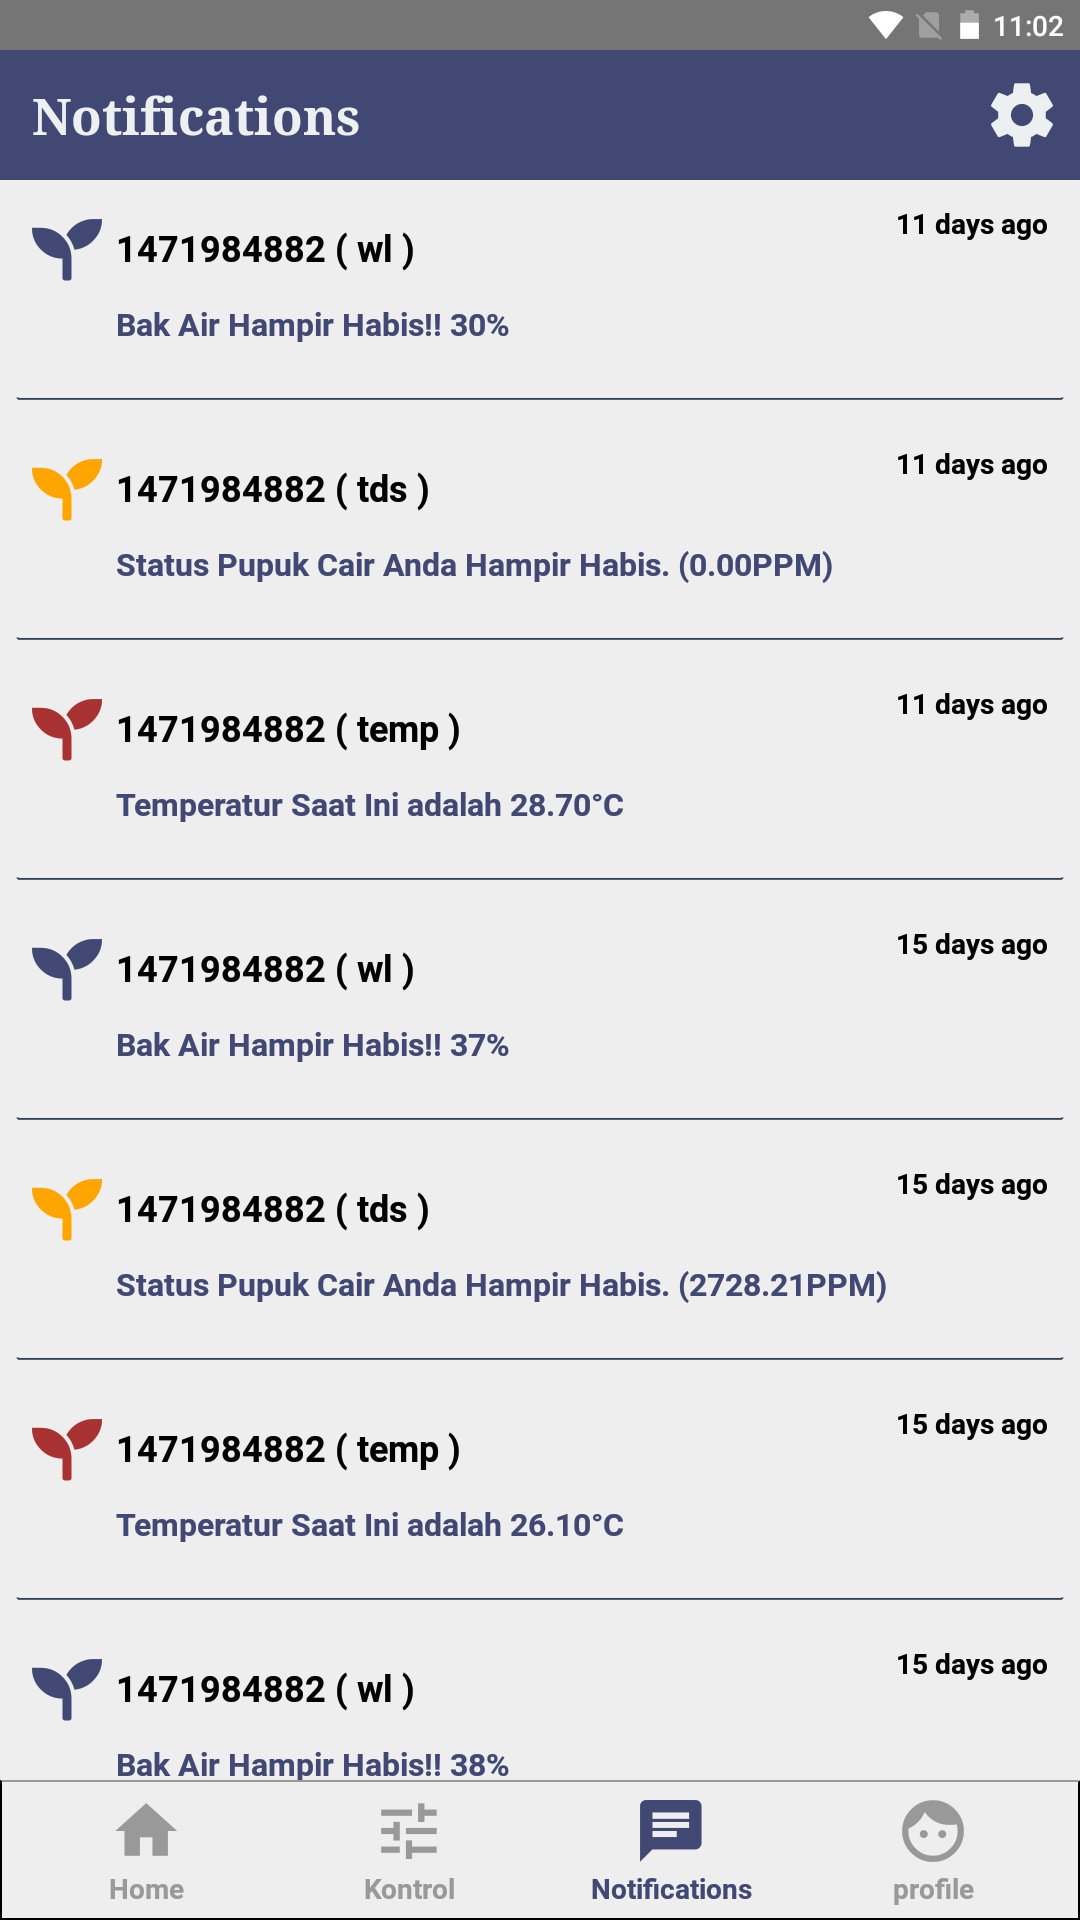 11:02
Notifications
11 days ago
1471984882 ( wl )
Bak Air Hampir Habis!! 30%
11 days ago
1471984882 ( tds )
Status Pupuk Cair Anda Hampir Habis. (0.00PPM)
11 days ago
1471984882 ( temp )
Temperatur Saat Ini adalah 28.70°C
15 days ago
1471984882 ( wl )
Bak Air Hampir Habis!! 37%
15 days ago
1471984882 ( tds )
Status Pupuk Cair Anda Hampir Habis. (2728.21PPM)
15 days ago
1471984882 ( temp )
Temperatur Saat Ini adalah 26.10°C
15 days ago
1471984882 ( wl )
Bak Air Hampir Habis!! 38%
Home
Kontrol
Notifications
profile